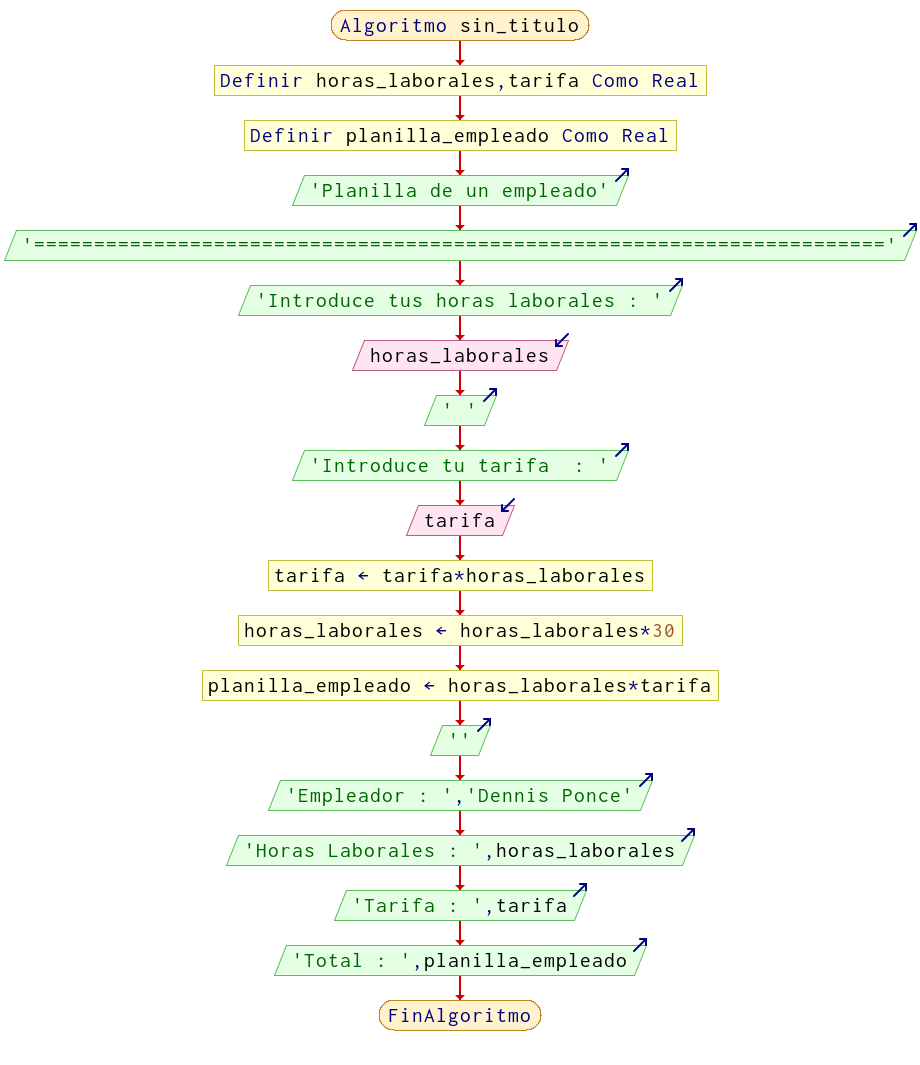 Algoritmo sin_titulo
Definir horas_laborales,tarifa Como Real
Definir planilla_empleado Como Real
'Planilla de un empleado'
'======================================================================='
'Introduce tus horas laborales : '
horas_laborales
' '
'Introduce tu tarifa  : '
tarifa
tarifa ← tarifa*horas_laborales
horas_laborales ← horas_laborales*30
planilla_empleado ← horas_laborales*tarifa
''
'Empleador : ','Dennis Ponce'
'Horas Laborales : ',horas_laborales
'Tarifa : ',tarifa
'Total : ',planilla_empleado
FinAlgoritmo